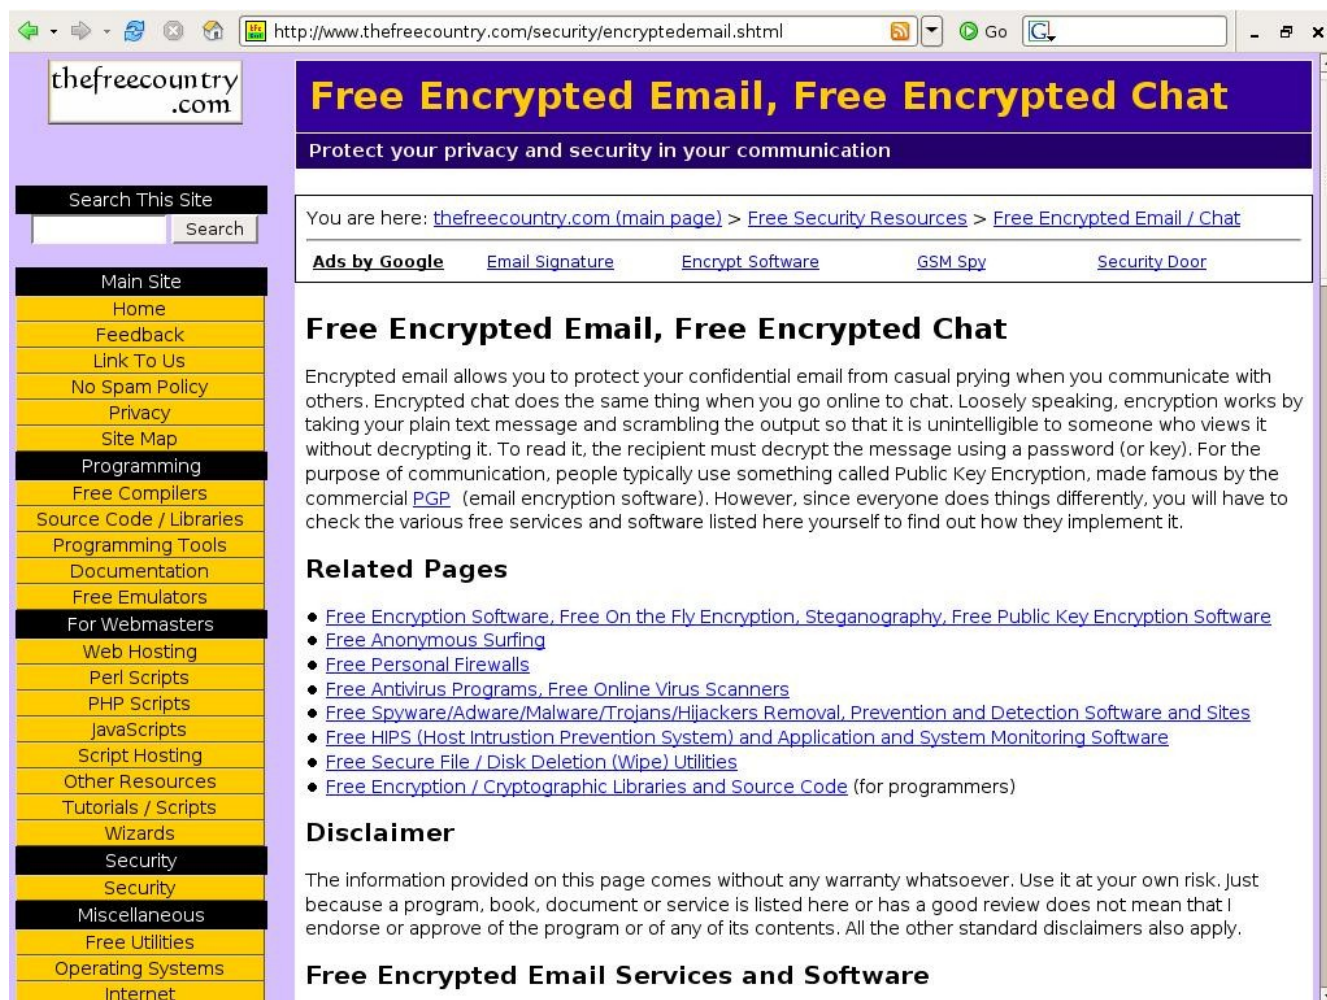 http://www.thefreecountry.com/security/encryptedemail.shtml
Go
G
thefreecountry
.com
Search This Site
Search
Main Site
Home
Feedback
Link To Us
No Spam Policy
Privacy
Site Map
Programming
Free Compilers
Source Code / Libraries
Programming Tools
Documentation
Free Emulators
For Webmasters
Web Hosting
Perl Scripts
PHP Scripts
JavaScripts
Script Hosting
Other Resources
Tutorials / Scripts
Wizards
Security
Security
Miscellaneous
Free Utilities
Operating Systems
Internet
Free Encrypted Email, Free Encrypted Chat
Protect your privacy and security in your communication
You are here: thefreecountry.com (main page) > Free Security Resources > Free Encrypted Email / Chat
Ads by Google Email Signature Encrypt Software GSM Spy Security Door
Free Encrypted Email, Free Encrypted Chat
Encrypted email allows you to protect your confidential email from casual prying when you communicate with
others. Encrypted chat does the same thing when you go online to chat. Loosely speaking, encryption works by
taking your plain text message and scrambling the output so that it is unintelligible to someone who views it
without decrypting it. To read it, the recipient must decrypt the message using a password (or key). For the
purpose of communication, people typically use something called Public Key Encryption, made famous by the
commercial PGP (email encryption software). However, since everyone does things differently, you will have to
check the various free services and software listed here yourself to find out how they implement it.
Related Pages
• Free Encryption Software, Free On the Fly Encryption, Steganography, Free Public Key Encryption Software
• Free Anonymous Surfing
• Free Personal Firewalls
• Free Antivirus Programs, Free Online Virus Scanners
• Free Spyware/Adware/Malware/Trojans/Hijackers Removal, Prevention and Detection Software and Sites
• Free HIPS (Host Intrustion Prevention System) and Application and System Monitoring Software
• Free Secure File / Disk Deletion (Wipe) Utilities
• Free Encryption / Cryptographic Libraries and Source Code (for programmers)
Disclaimer
The information provided on this page comes without any warranty whatsoever. Use it at your own risk. Just
because a program, book, document or service is listed here or has a good review does not mean that I
endorse or approve of the program or of any of its contents. All the other standard disclaimers also apply.
Free Encrypted Email Services and Software